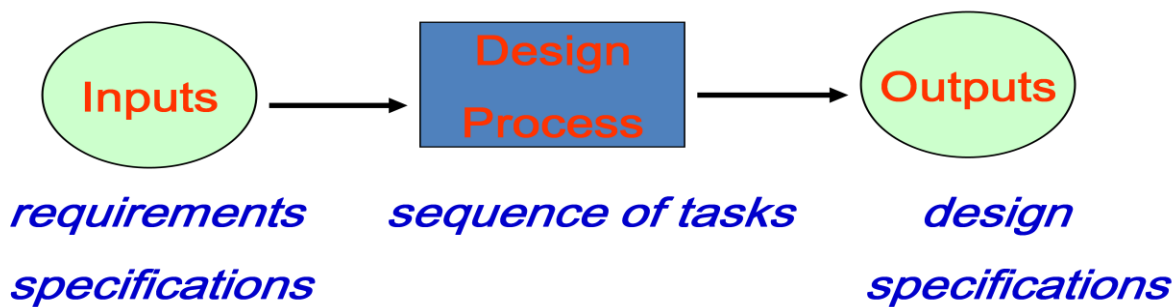 Inputs
Design
Process
Outputs
requirements
specifications
sequence of tasks
design
specifications